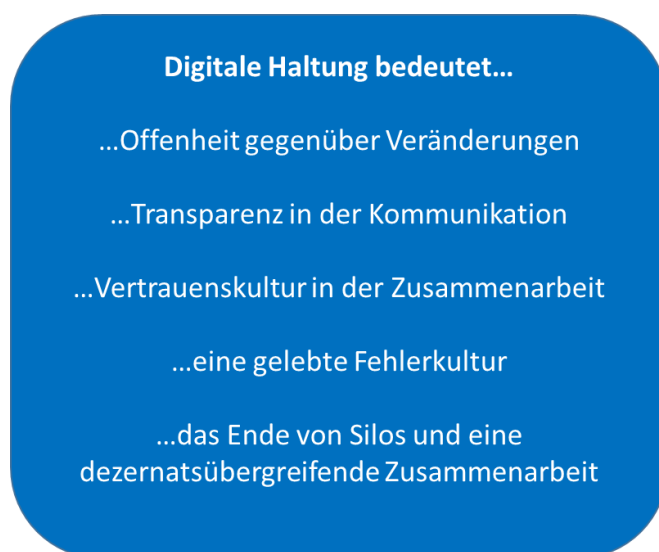 Digitale Haltung bedeutet…
…Offenheit gegenüber Veränderungen
…Transparenz in der Kommunikation
…Vertrauenskultur in der Zusammenarbeit
…eine gelebte Fehlerkultur
…das Ende von Silos und eine
dezernatsübergreifende Zusammenarbeit